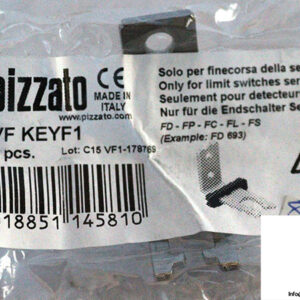 pizzato CE
MADE IN
ITALY
www.pizzato.com
VF KEYF1
pcs. Lot: C15 VF1-178769
18851 145810
Solo per finecorsa della se
Only for limit switches ser
Seulement pour detecteur
Nur für die Endschalter Se
FD - FP - FC - FL - FS
(Example: FD 693)